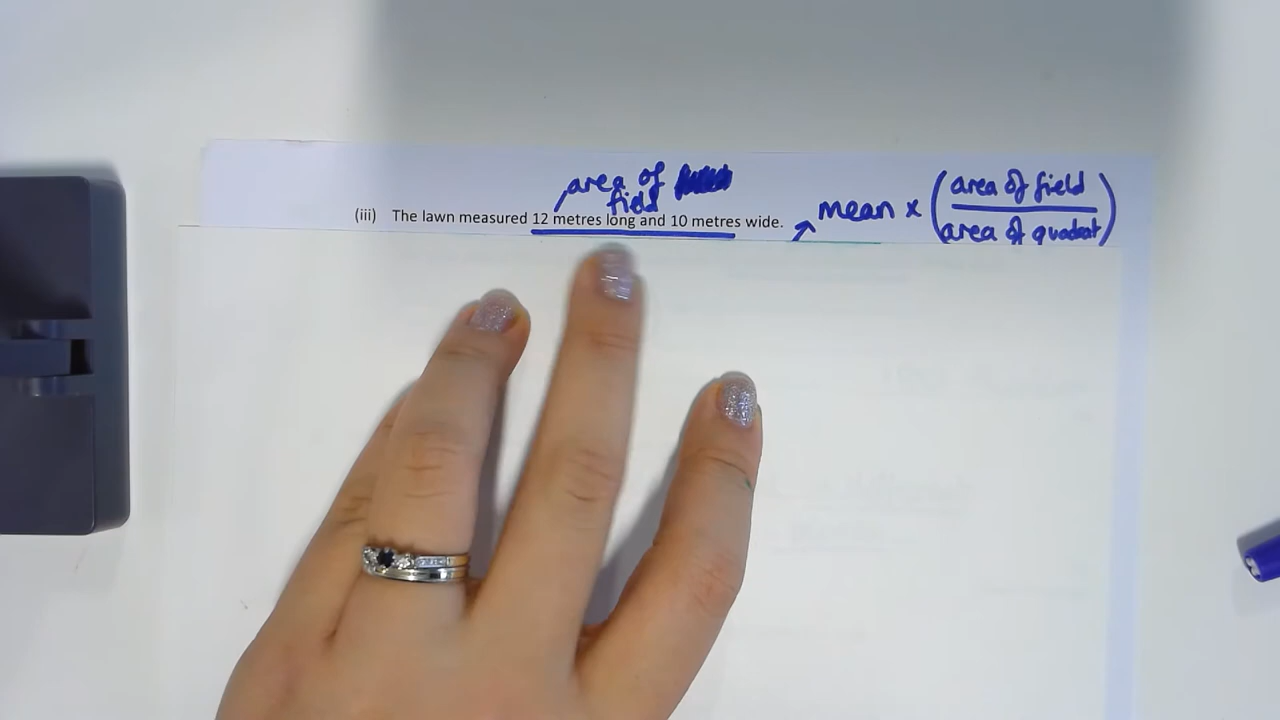 area of
field
(iii) The lawn measured 12 metres long and 10 metres wide.
mean x (area of field
area of quadrat)